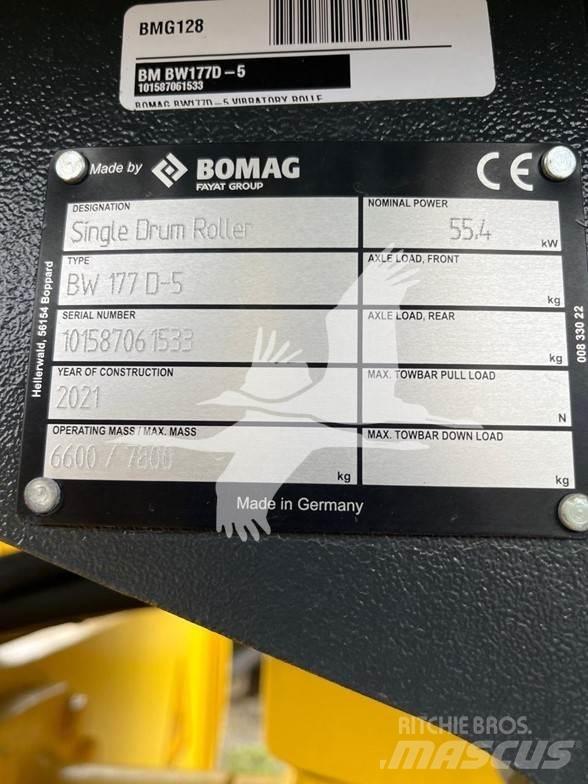 BMG128
BM BW177D-5
101587061533
BOMAG BW177D-5 VIBRATORY ROLLE
Made by BOMAG
FAYAT GROUP
CE
DESIGNATION
Single Drum Roller
NOMINAL POWER
55.4
kW
TYPE
BW 177 D-5
AXLE LOAD, FRONT
kg
SERIAL NUMBER
101587061533
AXLE LOAD, REAR
kg
YEAR OF CONSTRUCTION
2021
MAX. TOWBAR PULL LOAD
N
OPERATING MASS / MAX. MASS
6600 / 7800
kg
MAX. TOWBAR DOWN LOAD
kg
Made in Germany
Hellerwald, 56154 Boppard
008 330 22
RITCHIE BROS.
MASCUS